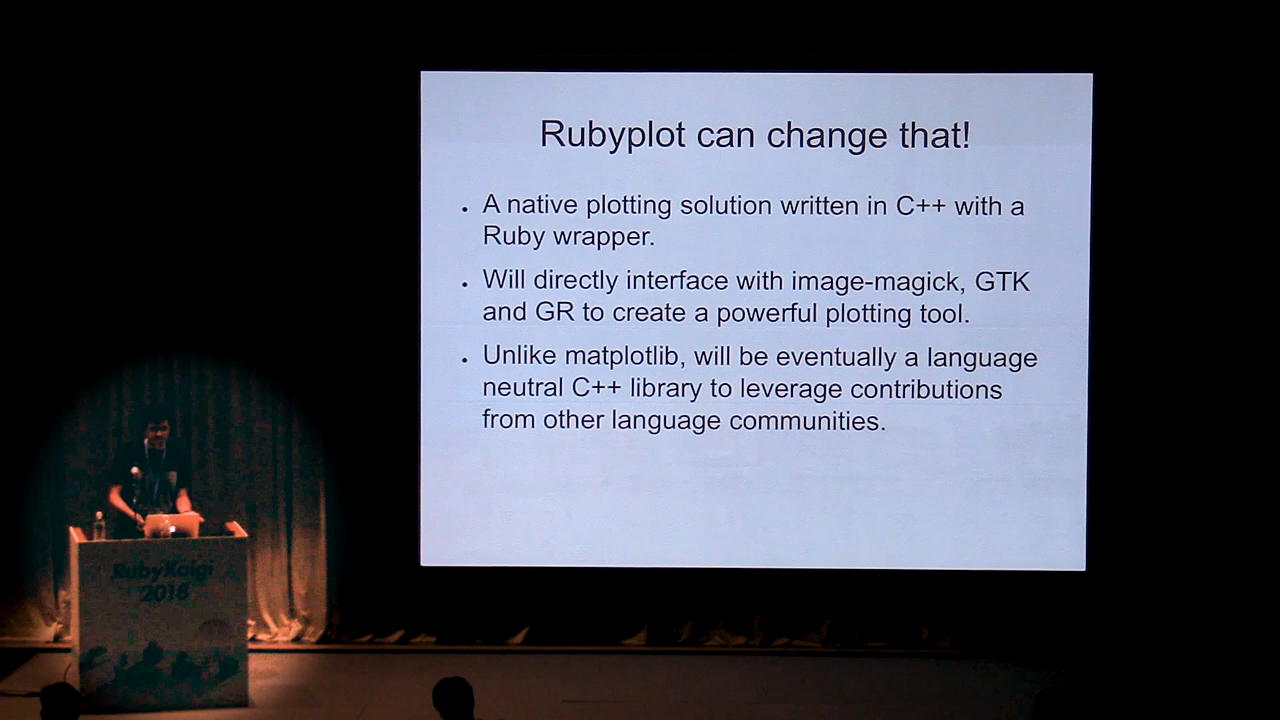 Rubyplot can change that!
• A native plotting solution written in C++ with a
Ruby wrapper.
• Will directly interface with image-magick, GTK
and GR to create a powerful plotting tool.
• Unlike matplotlib, will be eventually a language
neutral C++ library to leverage contributions
from other language communities.
RubyKaigi
2018